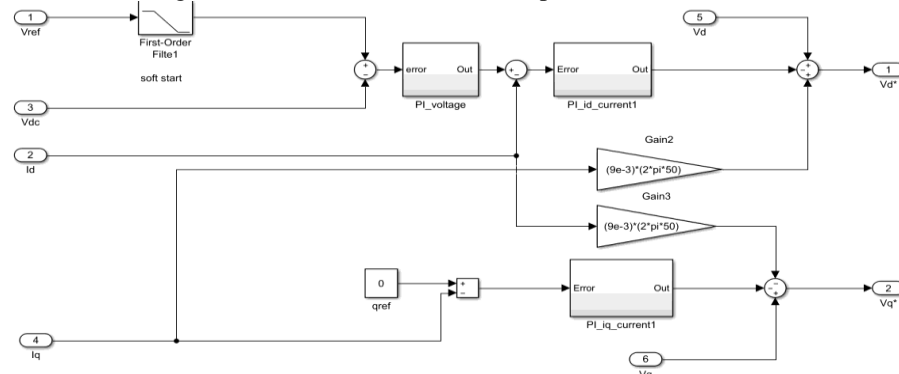 1
Vref
First-Order
Filte1
soft start
3
Vdc
2
Id
error
Out
PI_voltage
Error
Out
PI_id_current1
5
Vd
1
Vd*
Gain2
(9e-3)*(2*pi*50)
Gain3
(9e-3)*(2*pi*50)
0
qref
Error
Out
PI_iq_current1
2
Vq*
4
Iq
6